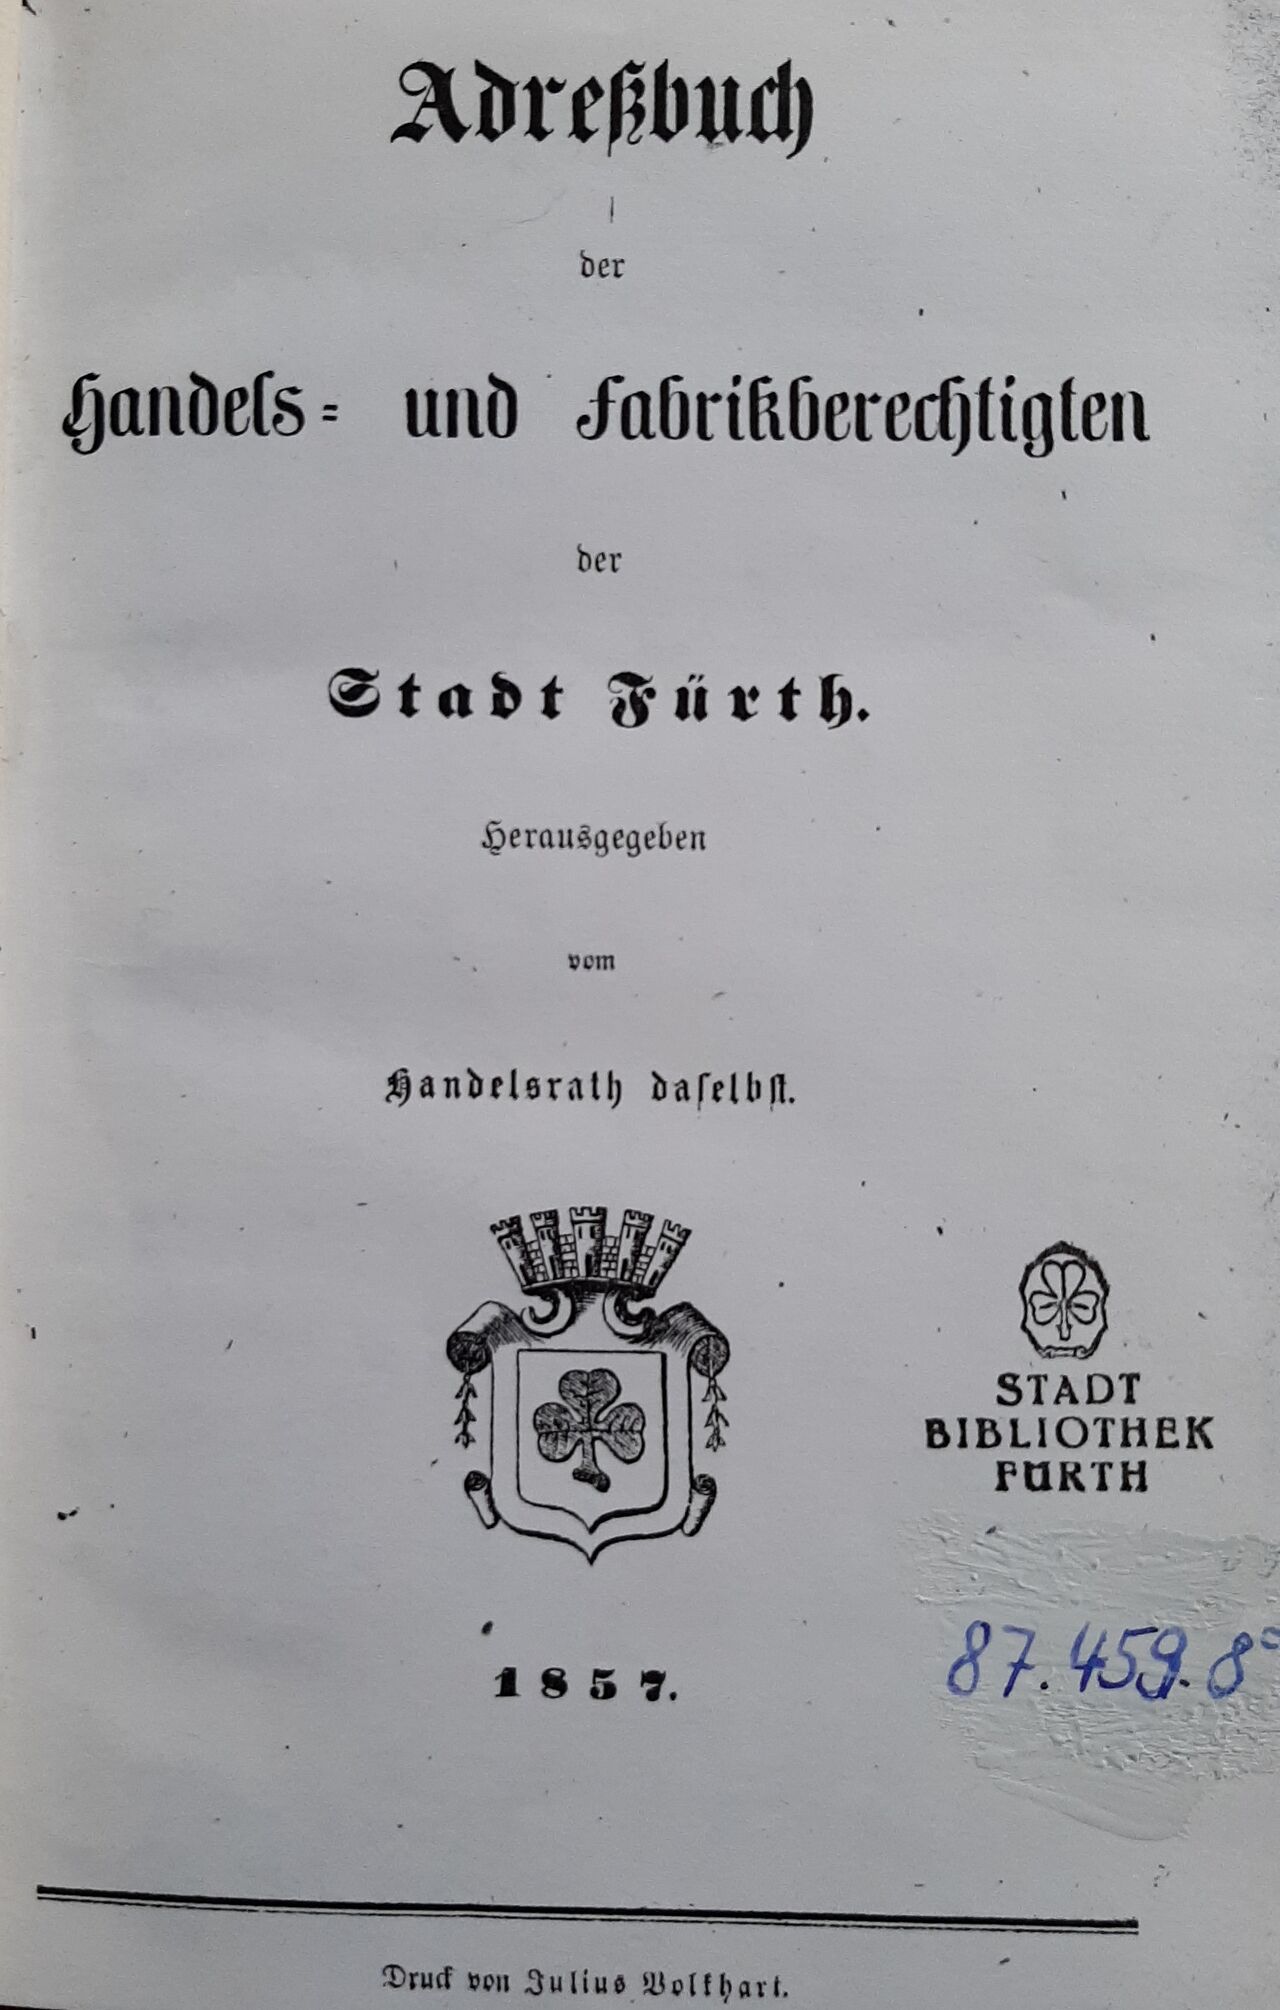 Adreßbuch
der
Handels= und Fabrikberechtigten
der
Stadt Fürth.
Herausgegeben
vom
Handelsrath daselbst.
STADT
BIBLIOTHEK
FÜRTH
87.459.8°
1857.
Druck von Julius Volkhart.